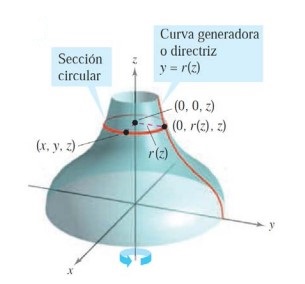 Curva generadora
o directriz
y = r(z)
Sección
circular
z
(0, 0, z)
(0, r(z), z)
(x, y, z)
r(z)
y
x